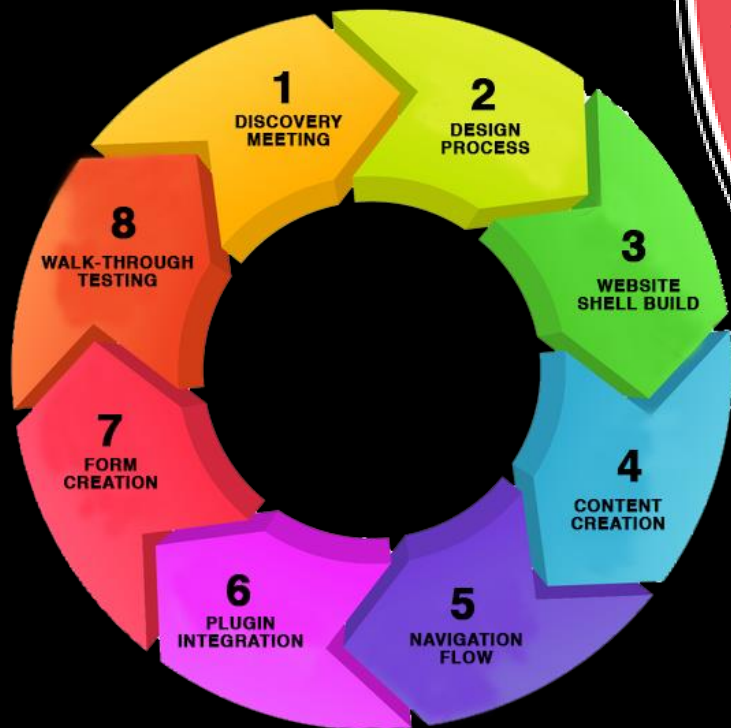 1
DISCOVERY
MEETING
2
DESIGN
PROCESS
3
WEBSITE
SHELL BUILD
4
CONTENT
CREATION
5
NAVIGATION
FLOW
6
PLUGIN
INTEGRATION
7
FORM
CREATION
8
WALK-THROUGH
TESTING